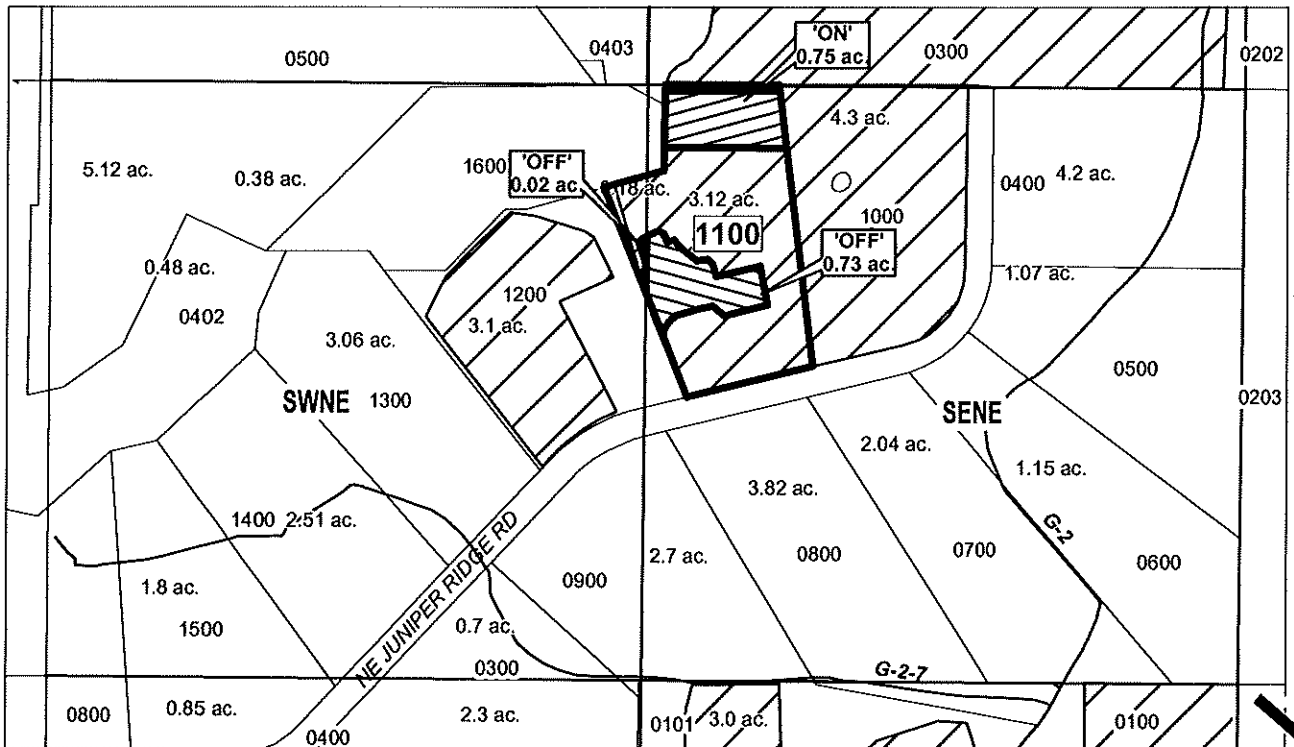 'ON'
0.75 ac.
0403
0500
0300
0202
4.3 ac.
5.12 ac.
0.38 ac.
1600
'OFF'
0.02 ac
.18 ac.
3.12 ac.
1000
0400
4.2 ac.
1100
'OFF'
0.73 ac.
0.48 ac.
0402
1200
3.1 ac.
1.07 ac.
3.06 ac.
SWNE
1300
SENE
0500
0203
2.04 ac.
1.15 ac.
3.82 ac.
G-2
1400
2.51 ac.
0900
2.7 ac.
0800
0700
0600
1.8 ac.
1500
NE JUNIPER RIDGE RD
0.7 ac.
0300
G-2-7
0800
0.85 ac.
0400
2.3 ac.
0101
3.0 ac.
0100